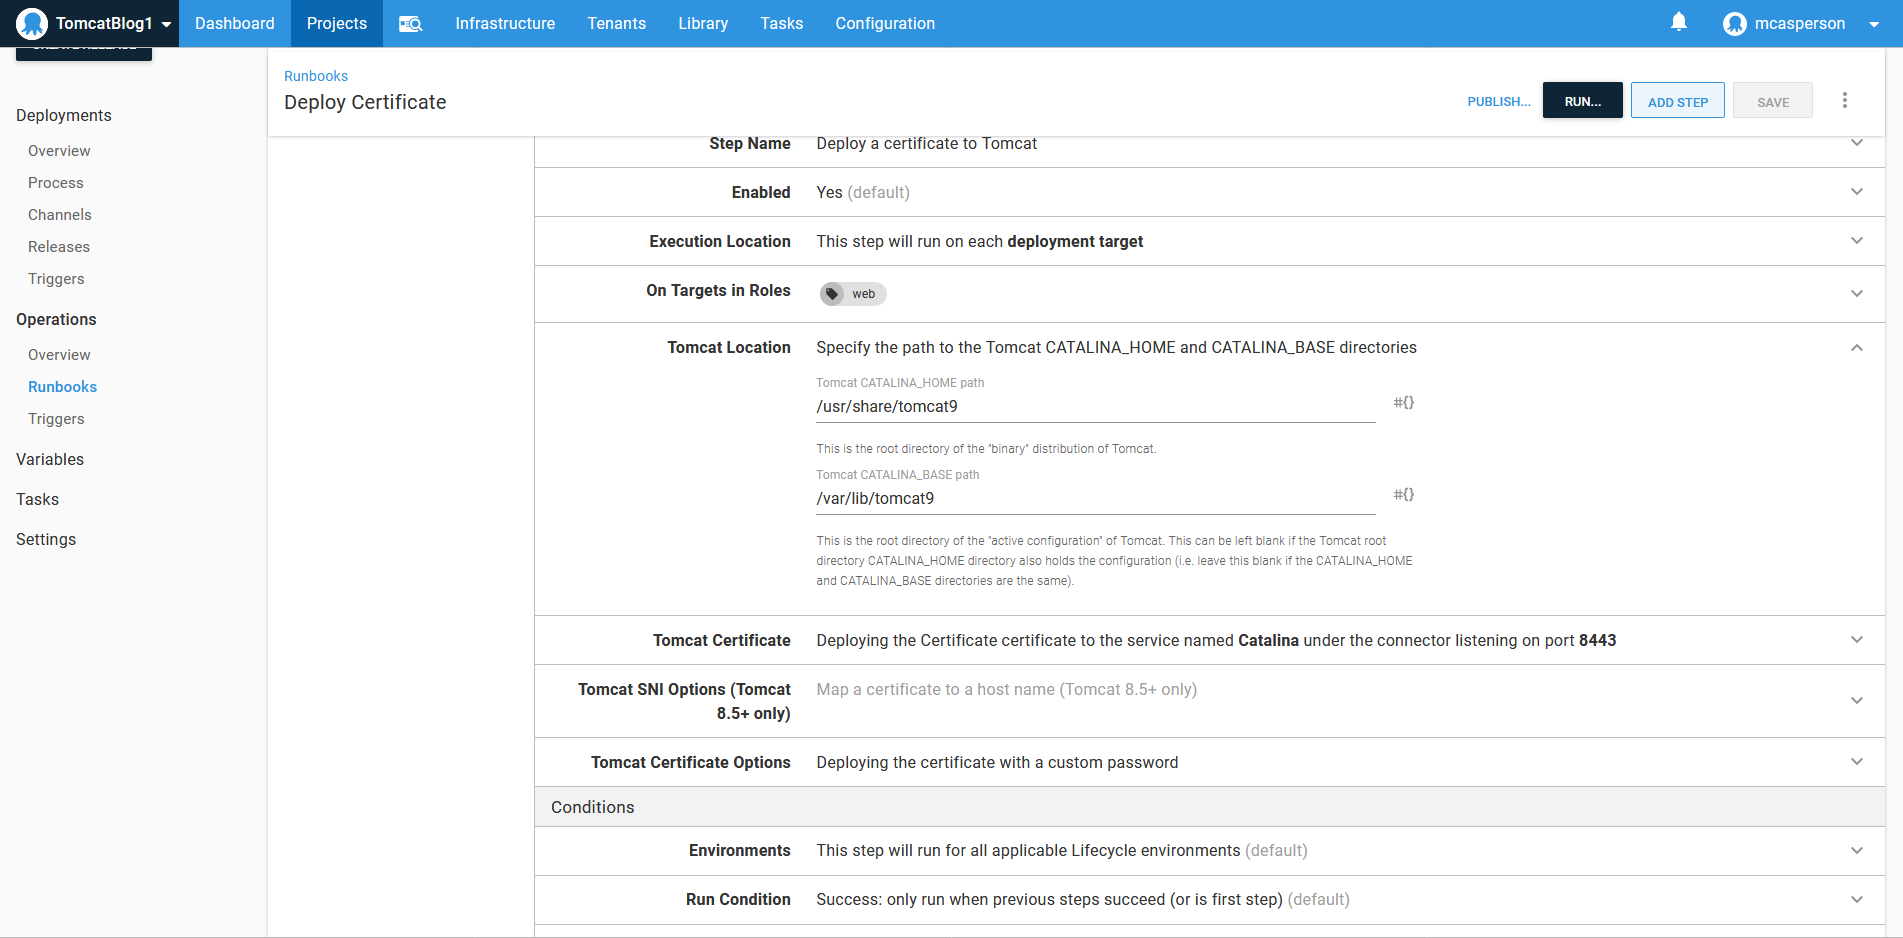 TomcatBlog1
Dashboard
Projects
Infrastructure
Tenants
Library
Tasks
Configuration
mcasperson
CREATE RELEASE
Deployments
Overview
Process
Channels
Releases
Triggers
Operations
Overview
Runbooks
Triggers
Variables
Tasks
Settings
Runbooks
Deploy Certificate
PUBLISH...
RUN...
ADD STEP
SAVE
Step Name Deploy a certificate to Tomcat
Enabled Yes (default)
Execution Location This step will run on each deployment target
On Targets in Roles web
Tomcat Location Specify the path to the Tomcat CATALINA_HOME and CATALINA_BASE directories
Tomcat CATALINA_HOME path
/usr/share/tomcat9 #{}
This is the root directory of the "binary" distribution of Tomcat.
Tomcat CATALINA_BASE path
/var/lib/tomcat9 #{}
This is the root directory of the "active configuration" of Tomcat. This can be left blank if the Tomcat root
directory CATALINA_HOME directory also holds the configuration (i.e. leave this blank if the CATALINA_HOME
and CATALINA_BASE directories are the same).
Tomcat Certificate Deploying the Certificate certificate to the service named Catalina under the connector listening on port 8443
Tomcat SNI Options (Tomcat Map a certificate to a host name (Tomcat 8.5+ only)
8.5+ only)
Tomcat Certificate Options Deploying the certificate with a custom password
Conditions
Environments This step will run for all applicable Lifecycle environments (default)
Run Condition Success: only run when previous steps succeed (or is first step) (default)